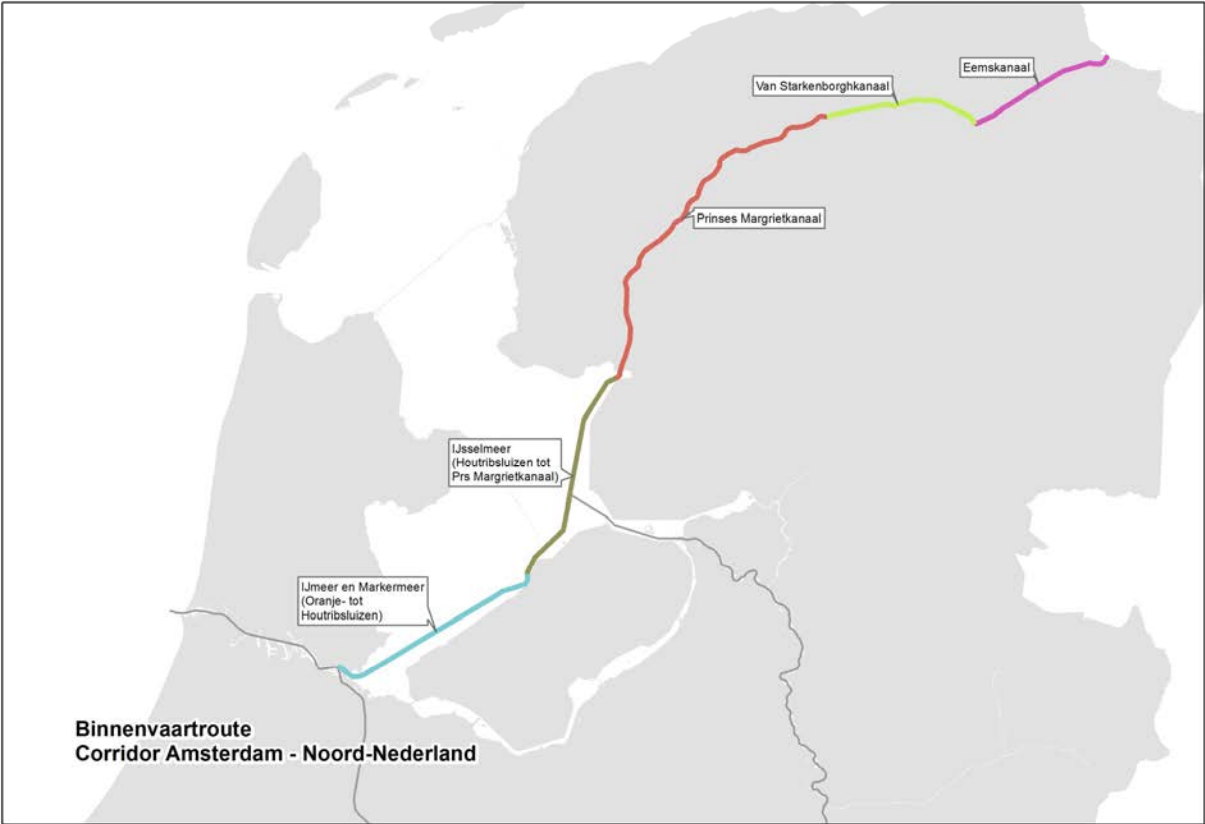 Eemskanaal
Van Starkenborghkanaal
Prinses Margrietkanaal
IJsselmeer
(Houtribsluizen tot
Prs Margrietkanaal)
IJmeer en Markermeer
(Oranje- tot
Houtribsluizen)
Binnenvaartroute
Corridor Amsterdam - Noord-Nederland